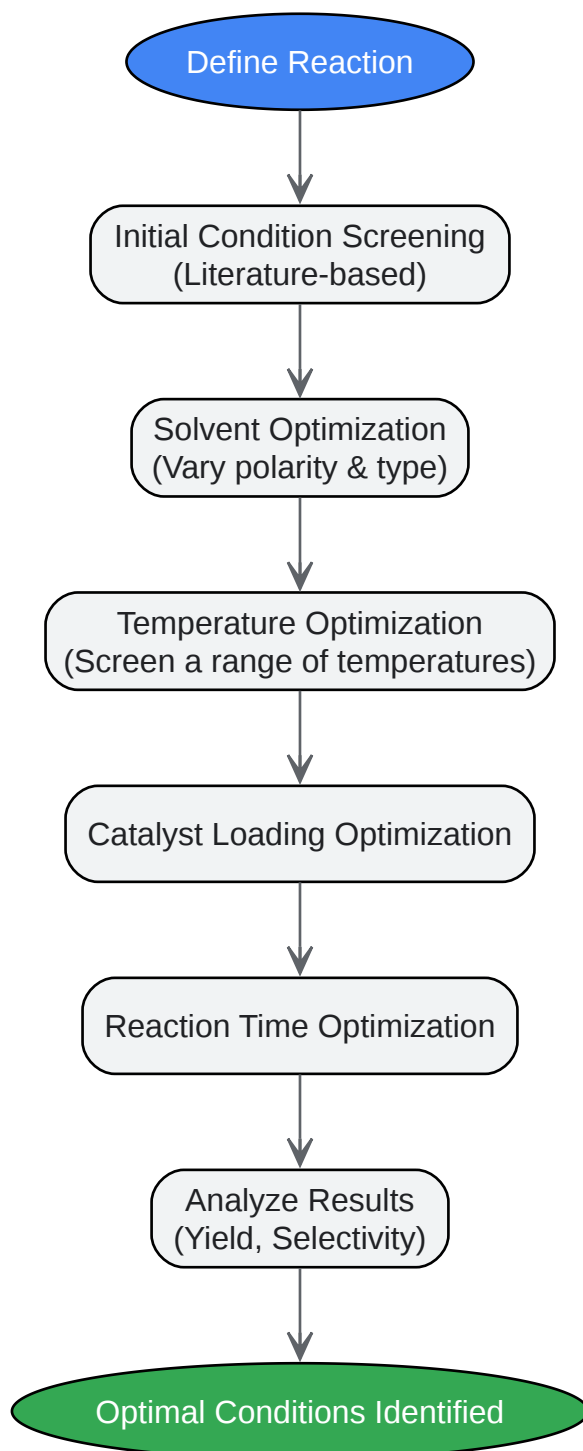 Define Reaction
Initial Condition Screening
(Literature-based)
Solvent Optimization
(Vary polarity & type)
Temperature Optimization
(Screen a range of temperatures)
Catalyst Loading Optimization
Reaction Time Optimization
Analyze Results
(Yield, Selectivity)
Optimal Conditions Identified